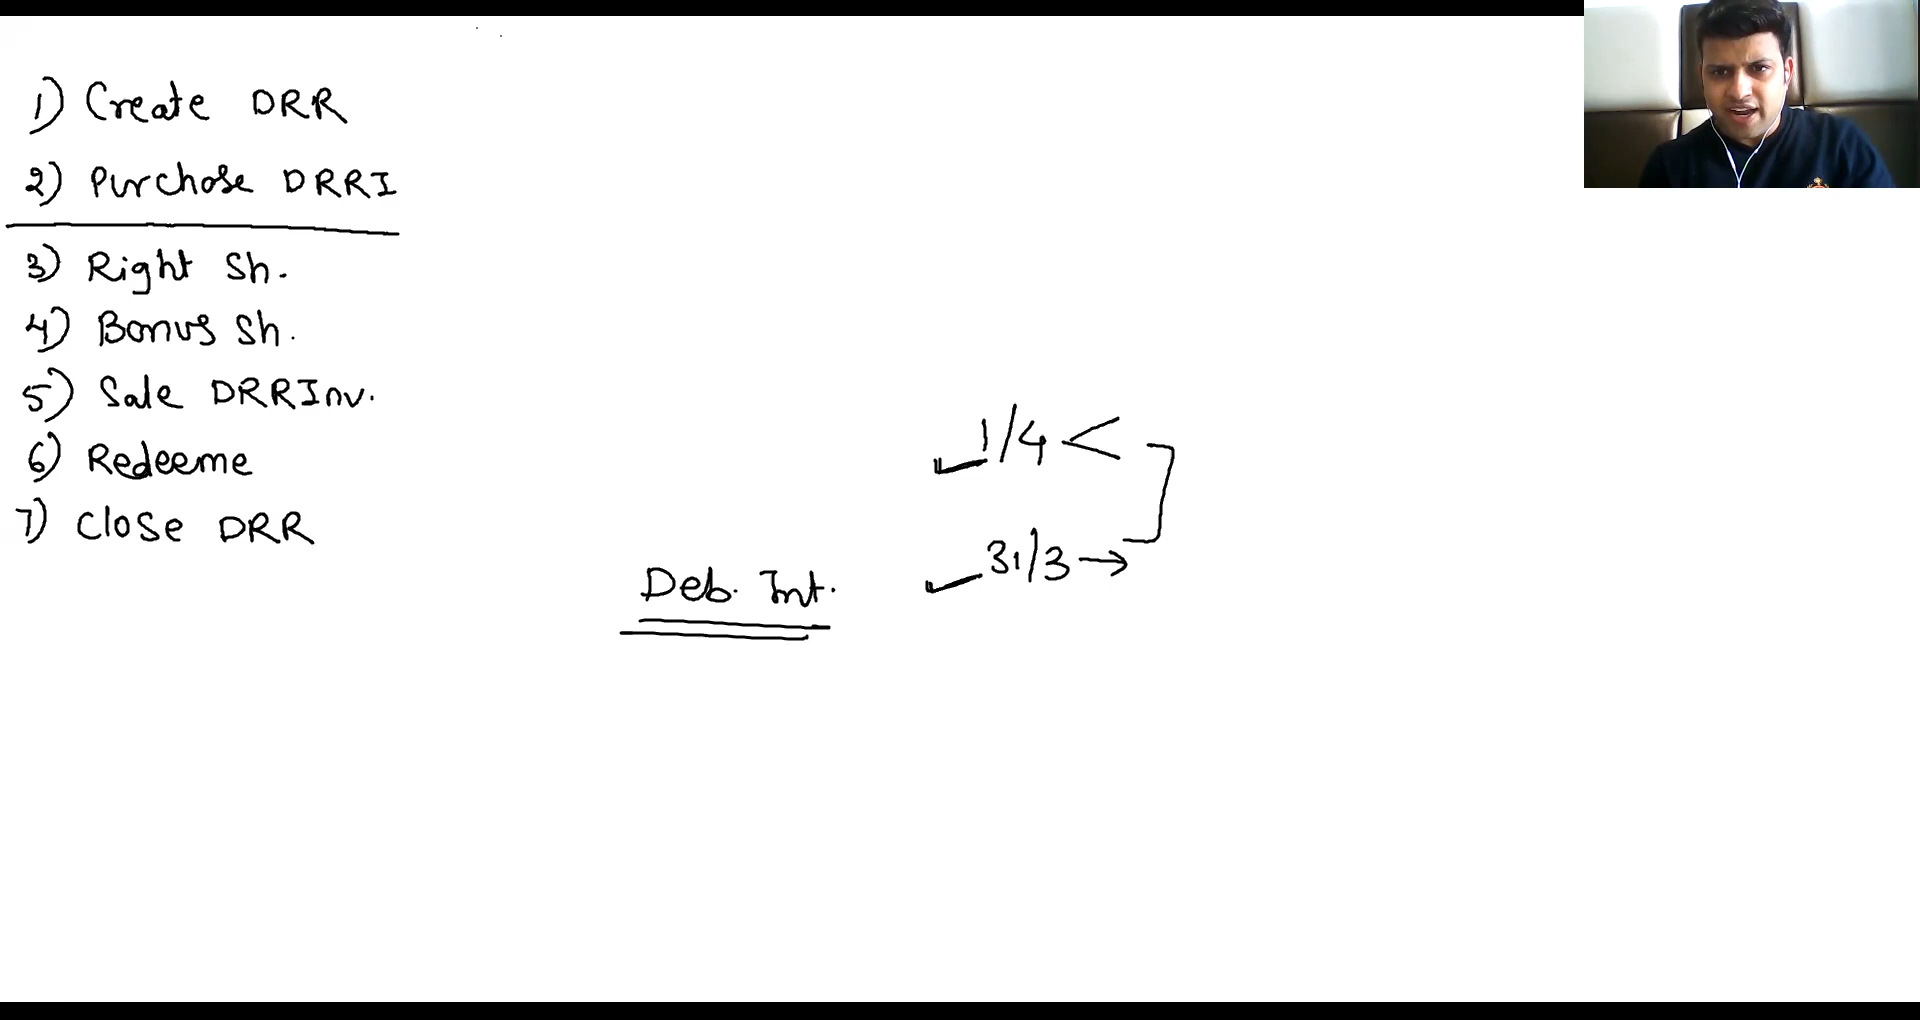 1) Create DRR
2) Purchase DRRI
3) Right Sh.
4) Bonus Sh.
5) Sale DRRInv.
6) Redeeme
7) Close DRR
1/4 <
31/3 →
Deb. Int.